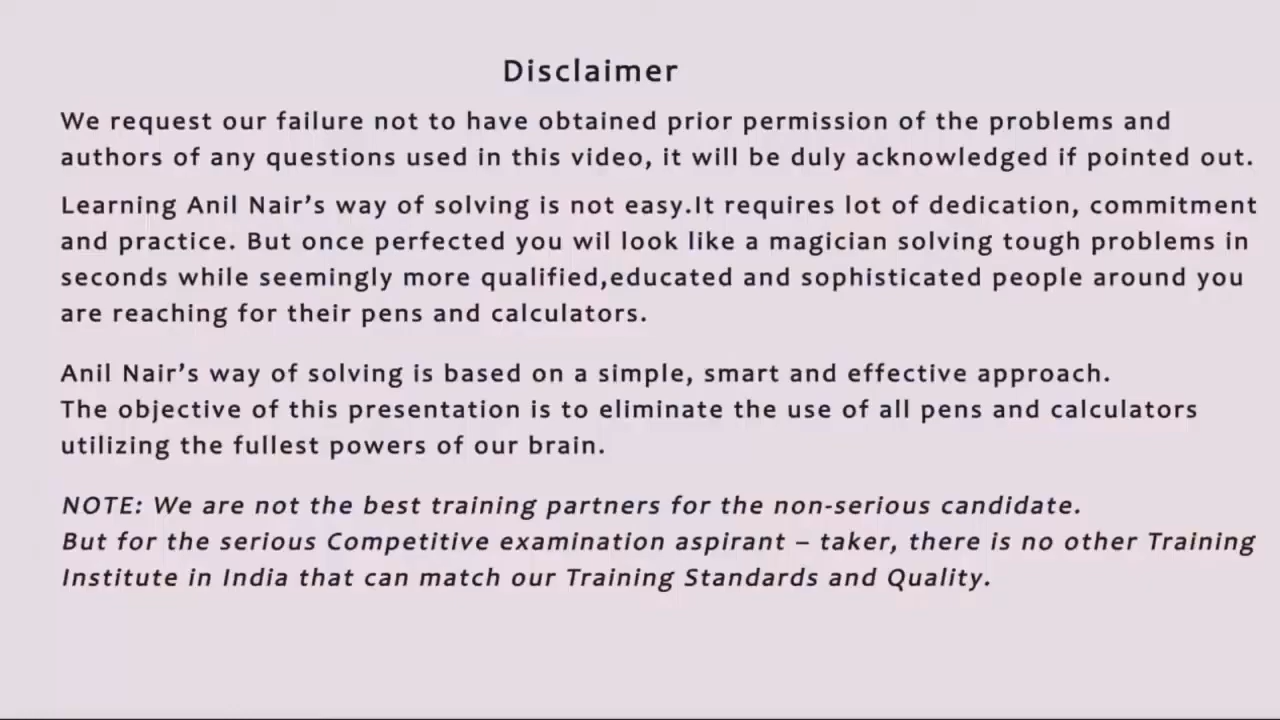 Disclaimer
We request our failure not to have obtained prior permission of the problems and
authors of any questions used in this video, it will be duly acknowledged if pointed out.
Learning Anil Nair’s way of solving is not easy.It requires lot of dedication, commitment
and practice. But once perfected you wil look like a magician solving tough problems in
seconds while seemingly more qualified,educated and sophisticated people around you
are reaching for their pens and calculators.
Anil Nair’s way of solving is based on a simple, smart and effective approach.
The objective of this presentation is to eliminate the use of all pens and calculators
utilizing the fullest powers of our brain.
NOTE: We are not the best training partners for the non-serious candidate.
But for the serious Competitive examination aspirant – taker, there is no other Training
Institute in India that can match our Training Standards and Quality.